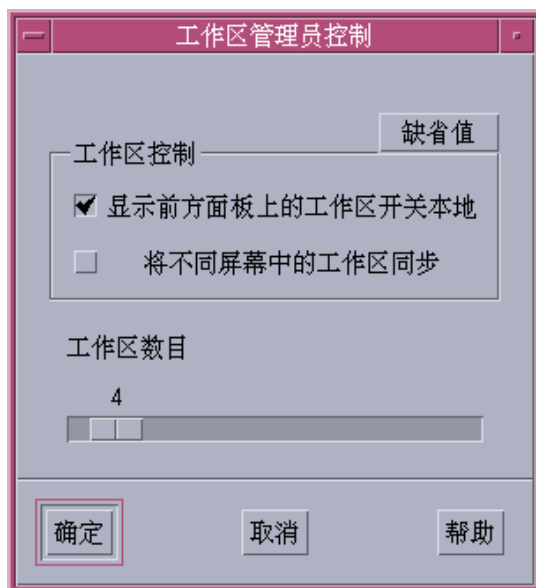 工作区管理员控制
缺省值
工作区控制
显示前方面板上的工作区开关本地
将不同屏幕中的工作区同步
工作区数目
4
确定
取消
帮助